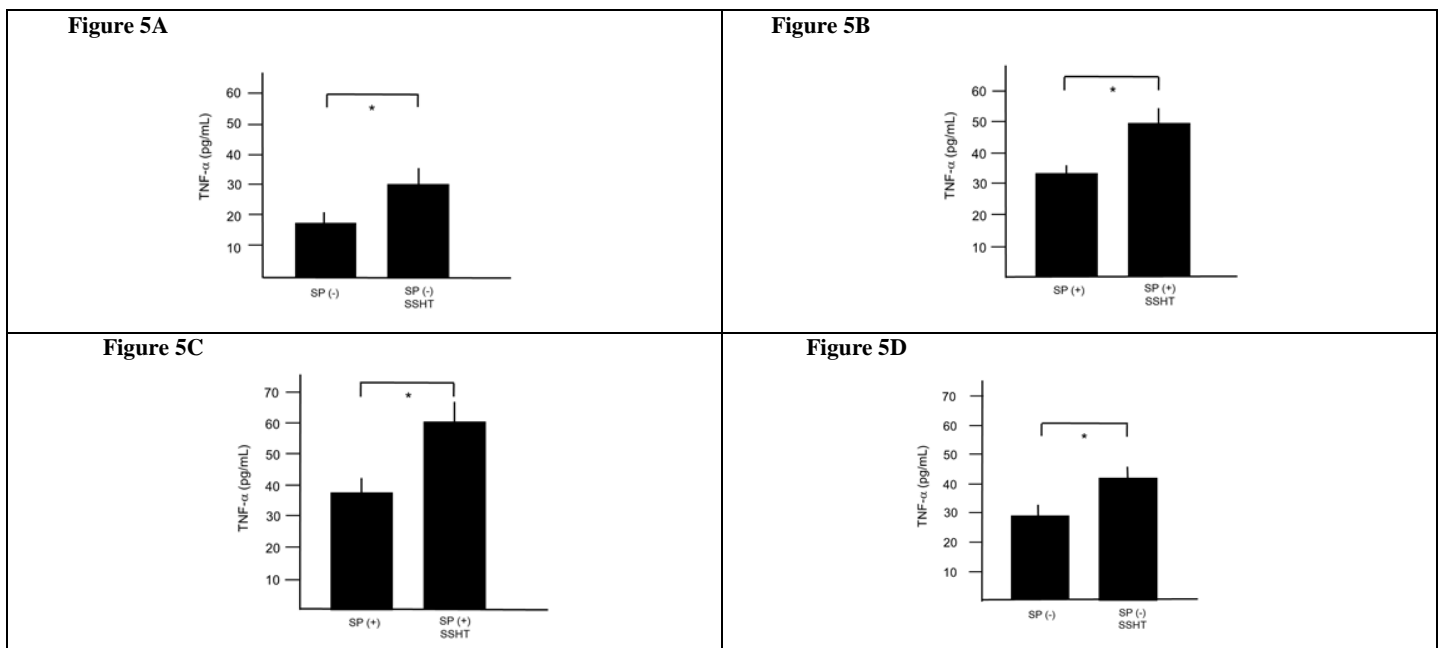 Figure 5A
60
50
40
30
20
10
TNF-α (pg/mL)
*
SP (-)
SP (-)
SSHT
Figure 5B
60
50
40
30
20
10
TNF-α (pg/mL)
*
SP (+)
SP (+)
SSHT
Figure 5C
70
60
50
40
30
20
10
TNF-α (pg/mL)
*
SP (+)
SP (+)
SSHT
Figure 5D
70
60
50
40
30
20
10
TNF-α (pg/mL)
*
SP (-)
SP (-)
SSHT